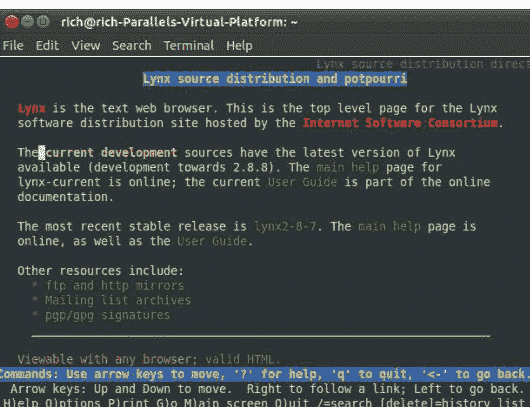 rich@rich-Parallels-Virtual-Platform: ~
File Edit View Search Terminal Help
Lynx source distribution direct
Lynx source distribution and potpourri
Lynx is the text web browser. This is the top level page for the Lynx
software distribution site hosted by the Internet Software Consortium.
The current development sources have the latest version of Lynx
available (development towards 2.8.8). The main help page for
lynx-current is online; the current User Guide is part of the online
documentation.
The most recent stable release is lynx2-8-7. The main help page is
online, as well as the User Guide.
Other resources include:
* ftp and http mirrors
* Mailing list archives
* pgp/gpg signatures
Viewable with any browser; valid HTML.
Commands: Use arrow keys to move, '?' for help, 'q' to quit, '<-' to go back.
Arrow keys: Up and Down to move. Right to follow a link; Left to go back.
H)elp O)ptions P)rint G)o M)ain screen Q)uit /=search [delete]=history list